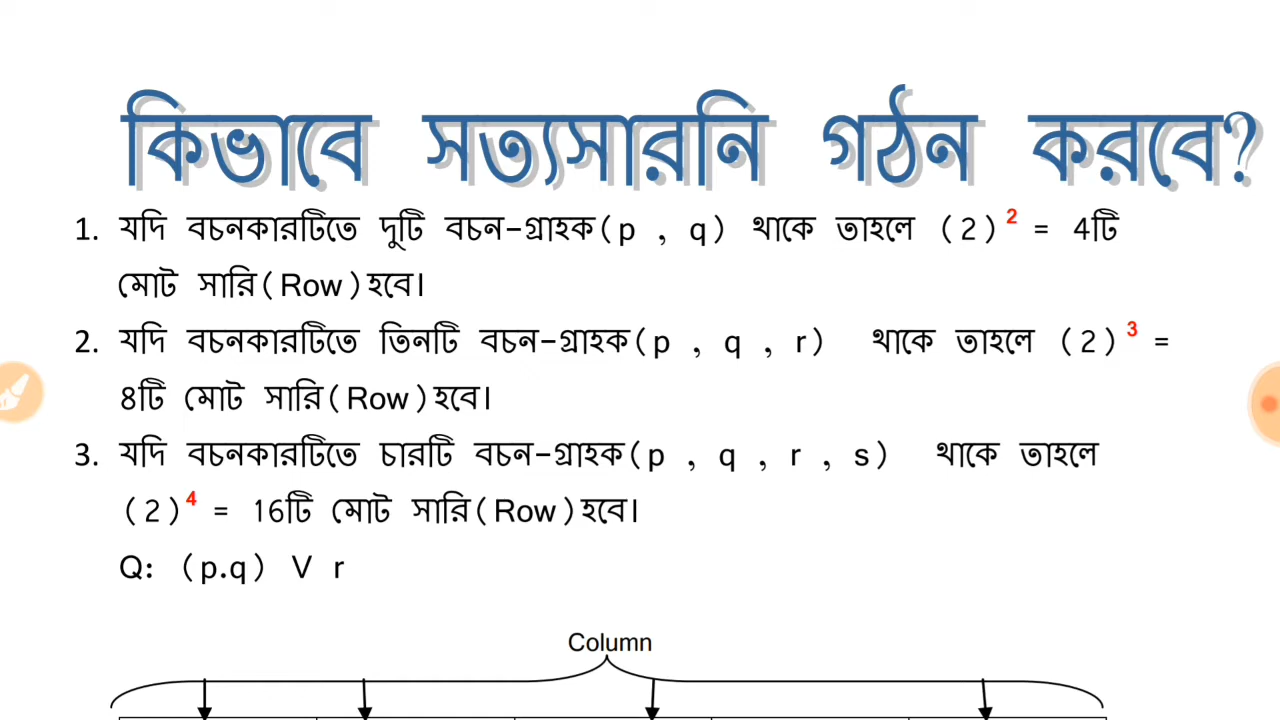 কিভাবে সত্যসারনি গঠন করবে?
1. যদি বচনকারটিতে দুটি বচন-গ্রাহক(p , q) থাকে তাহলে (2)² = 4টি
মোট সারি(Row)হবে।
2. যদি বচনকারটিতে তিনটি বচন-গ্রাহক(p , q , r) থাকে তাহলে (2)³ =
8টি মোট সারি(Row)হবে।
3. যদি বচনকারটিতে চারটি বচন-গ্রাহক(p , q , r , s) থাকে তাহলে
(2)⁴ = 16টি মোট সারি(Row)হবে।
Q: (p.q) V r
Column